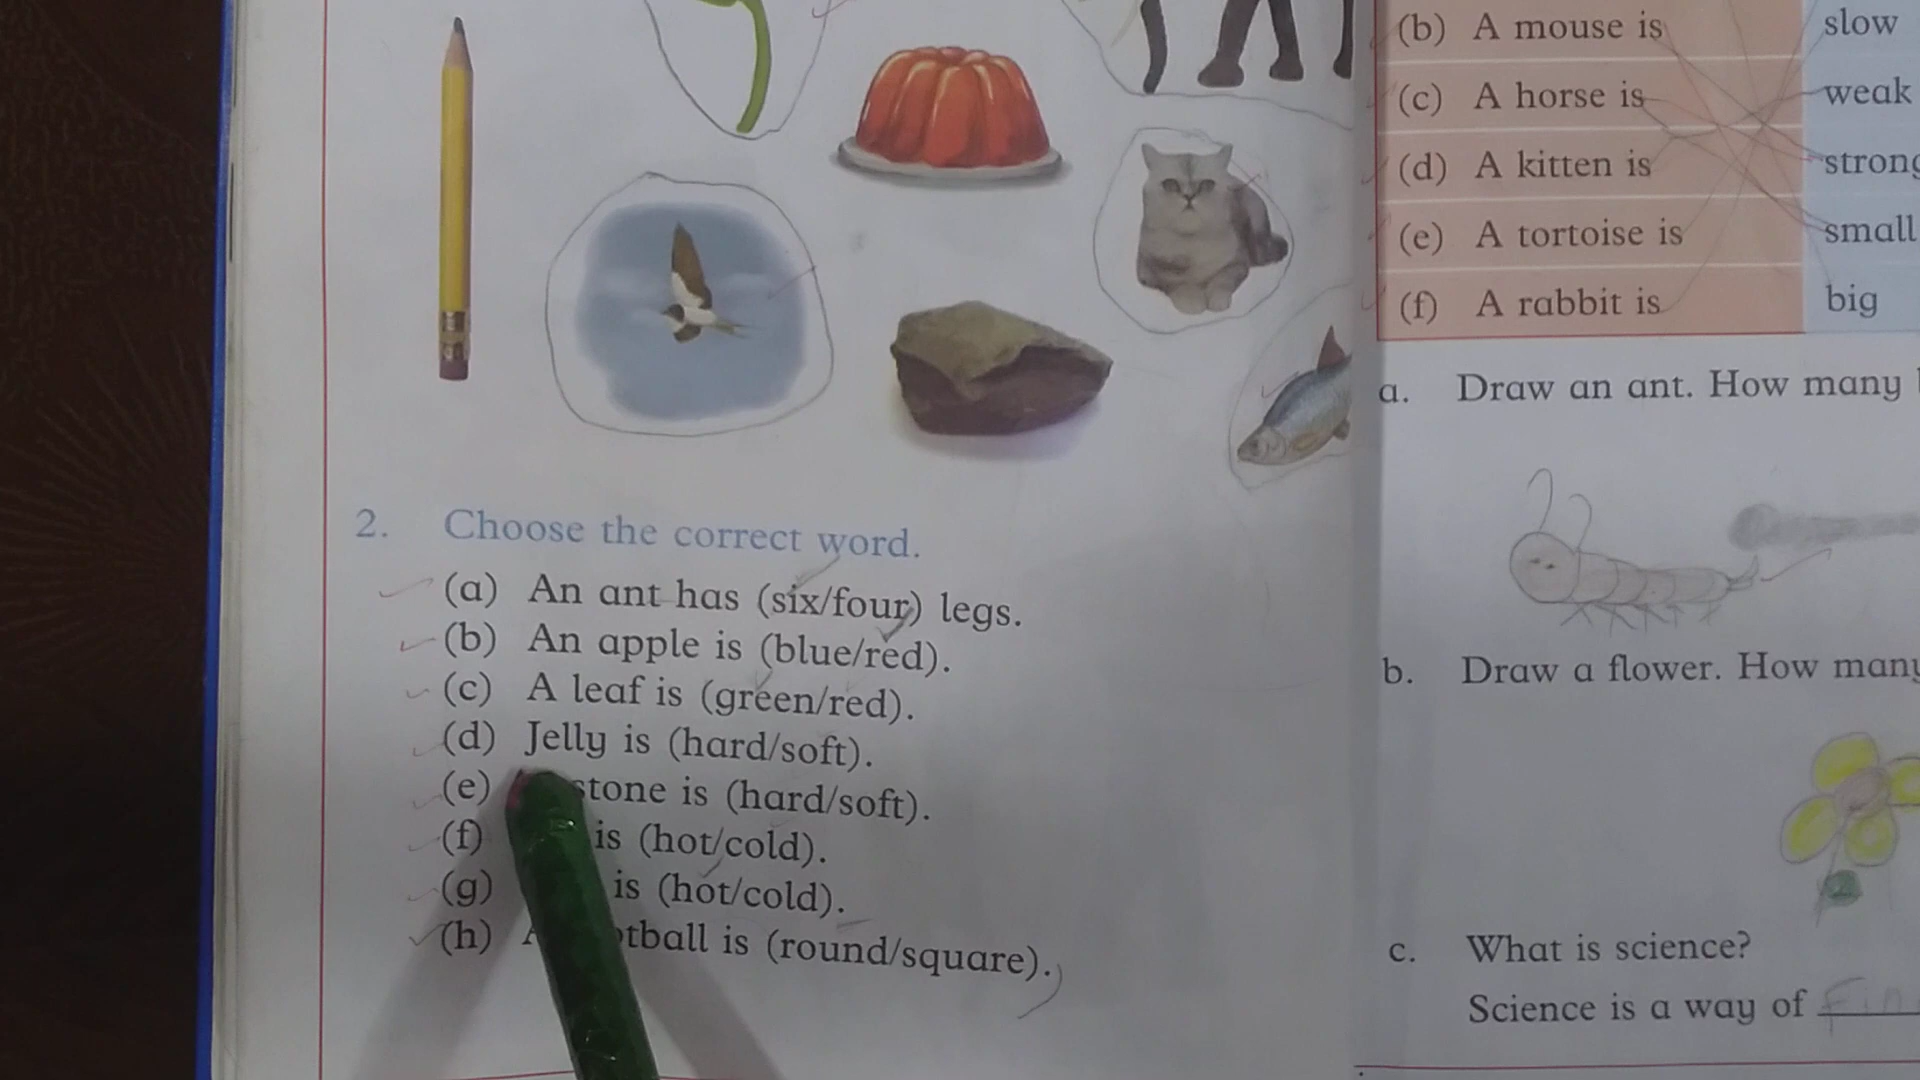 2. Choose the correct word.
(a) An ant has (six/four) legs.
(b) An apple is (blue/red).
(c) A leaf is (green/red).
(d) Jelly is (hard/soft).
(e) stone is (hard/soft).
(f) is (hot/cold).
(g) is (hot/cold).
(h) is (round/square).
(b) A mouse is slow
(c) A horse is weak
(d) A kitten is
(e) A tortoise is small
(f) A rabbit is big
a. Draw an ant. How many
b. Draw a flower. How many
c. What is science?
Science is a way of